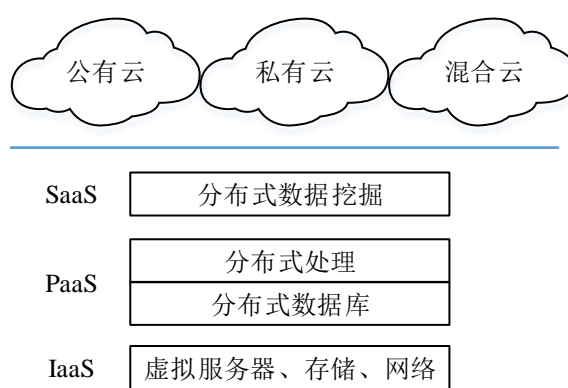 公有云 私有云 混合云
SaaS 分布式数据挖掘
分布式处理
PaaS
分布式数据库
IaaS 虚拟服务器、存储、网络